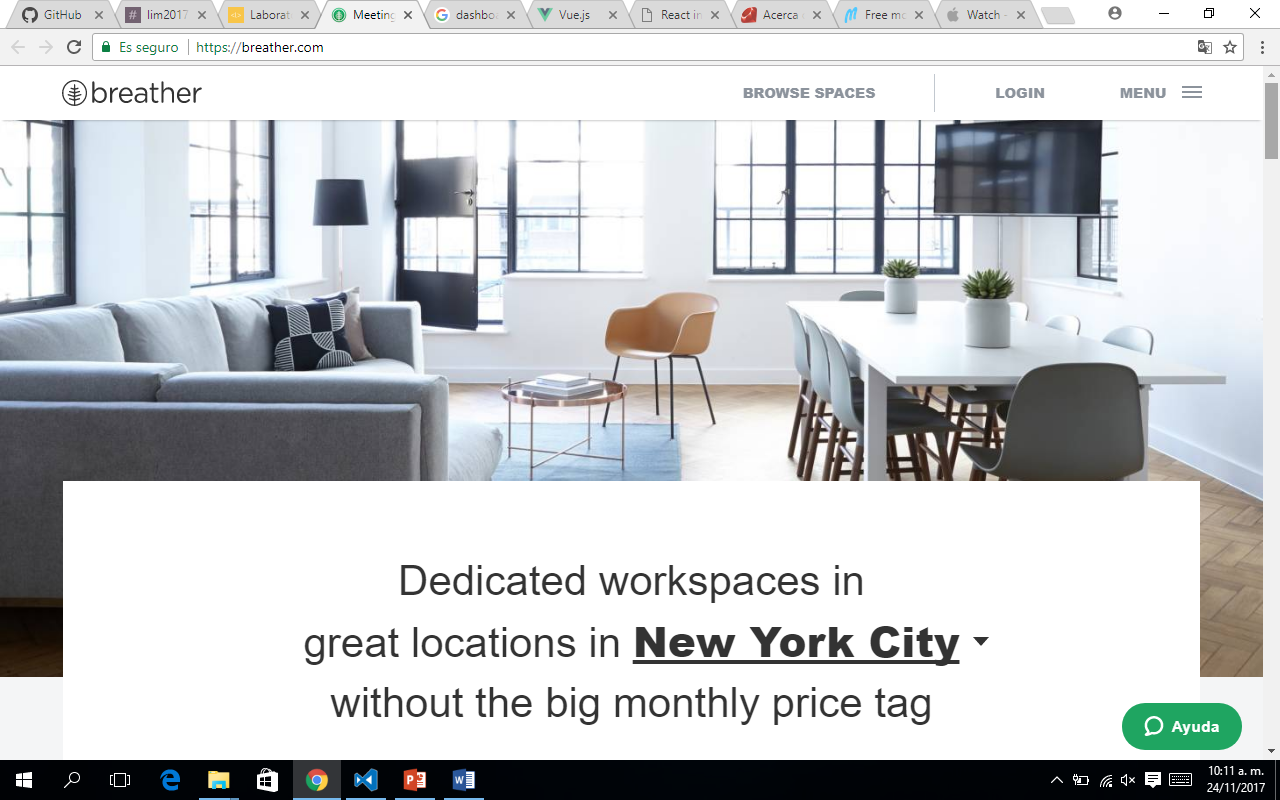 GitHub
lim2017
Laborat
Meeting
dashbo
Vue.js
React in
Acerca
Free mo
Watch -
Es seguro
https://breather.com
breather
BROWSE SPACES
LOGIN
MENU
Dedicated workspaces in
great locations in New York City
without the big monthly price tag
Ayuda
10:11 a. m.
24/11/2017